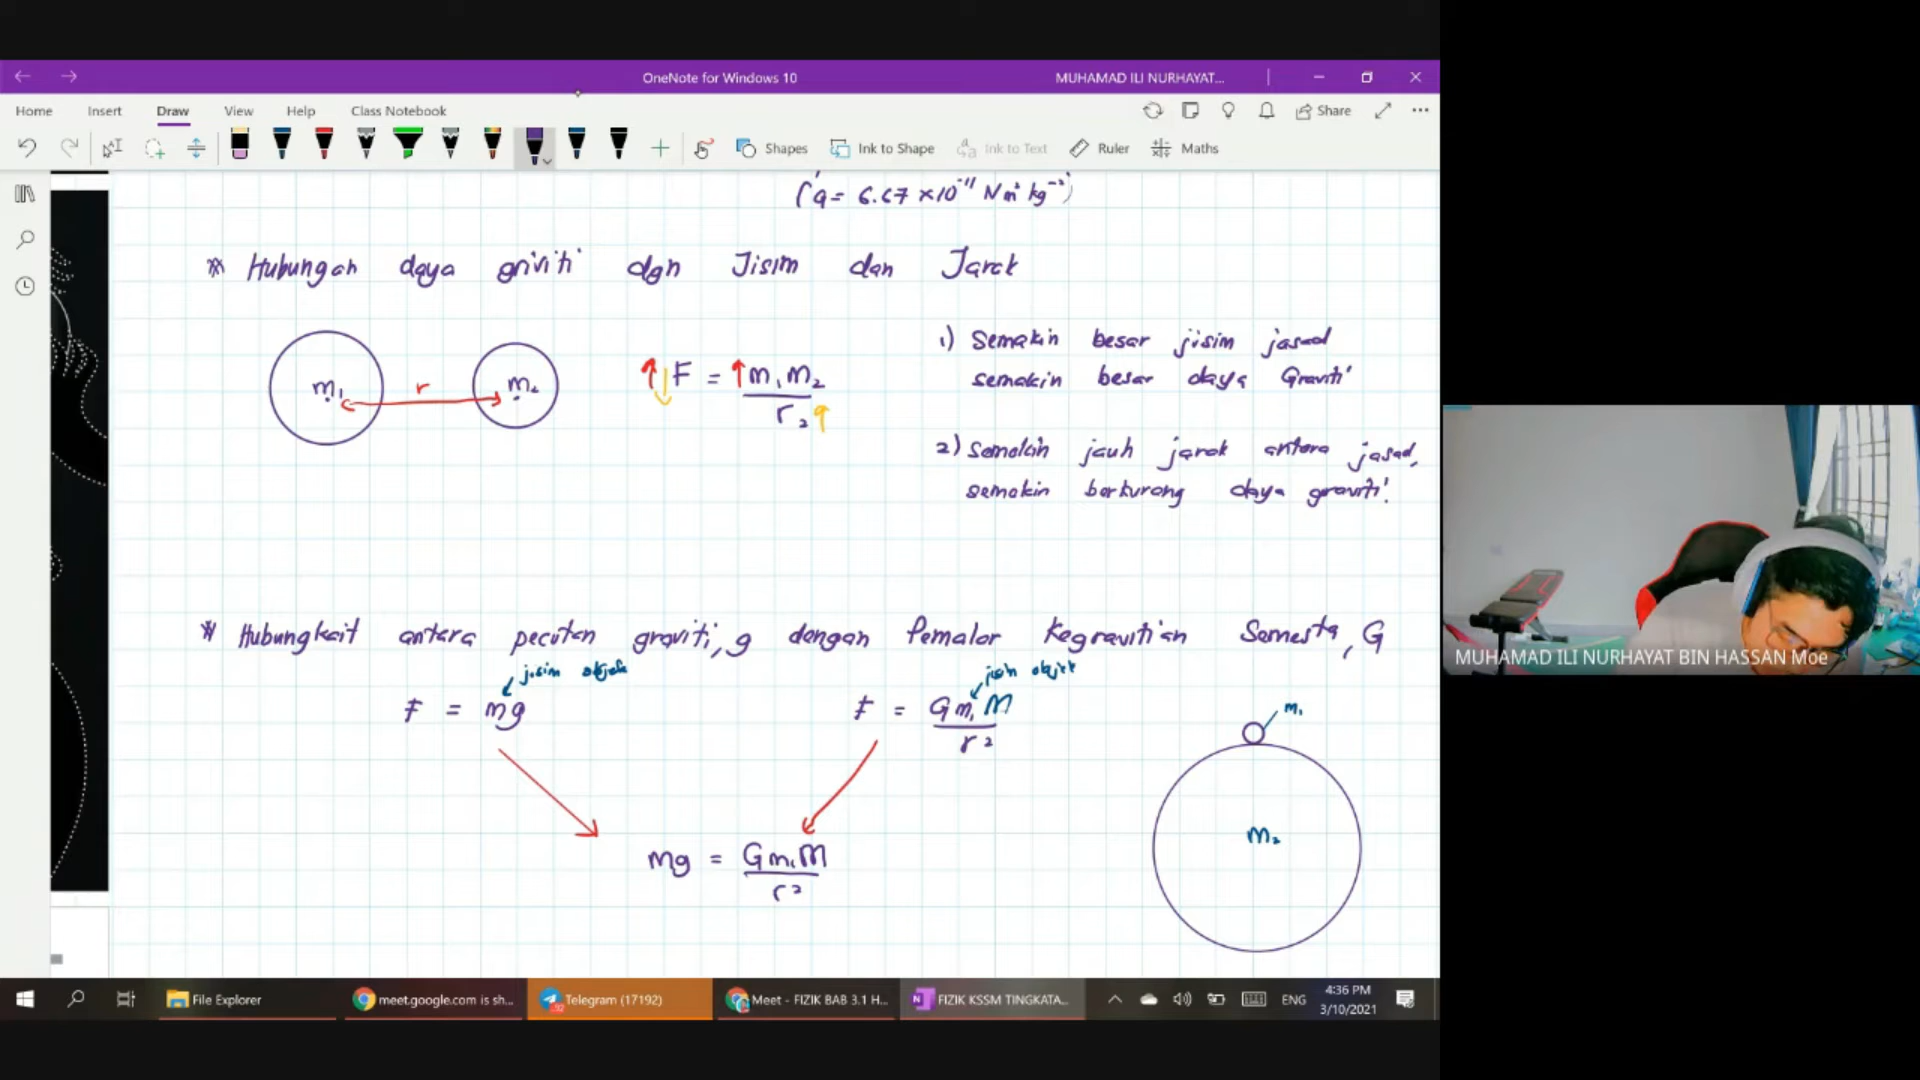 OneNote for Windows 10
MUHAMAD ILI NURHAYAT...
Home Insert Draw View Help Class Notebook
Share
Shapes Ink to Shape Ink to Text Ruler Maths
(G = 6.67 ×10⁻¹¹ Nm² kg⁻²)
* Hubungan daya griviti dgn Jisim dan Jarak
m₁ r m₂
F = m₁m₂
r₂
1) Semakin besar jisim jasad
semakin besar daya Graviti
2) Semakin jauh jarak antara jasad,
semakin berkurang daya graviti.
* Hubungkait antara pecutan graviti, g dengan Pemalar Kegravitian Semesta, G
jisim objek
jisim objek
F = mg
F = Gm₁M
r²
m₁
m₂
mg = Gm₁M
r²
MUHAMAD ILI NURHAYAT BIN HASSAN Moe
File Explorer
meet.google.com is sh...
Telegram (17192)
Meet - FIZIK BAB 3.1 H...
FIZIK KSSM TINGKATA...
ENG
4:36 PM
3/10/2021